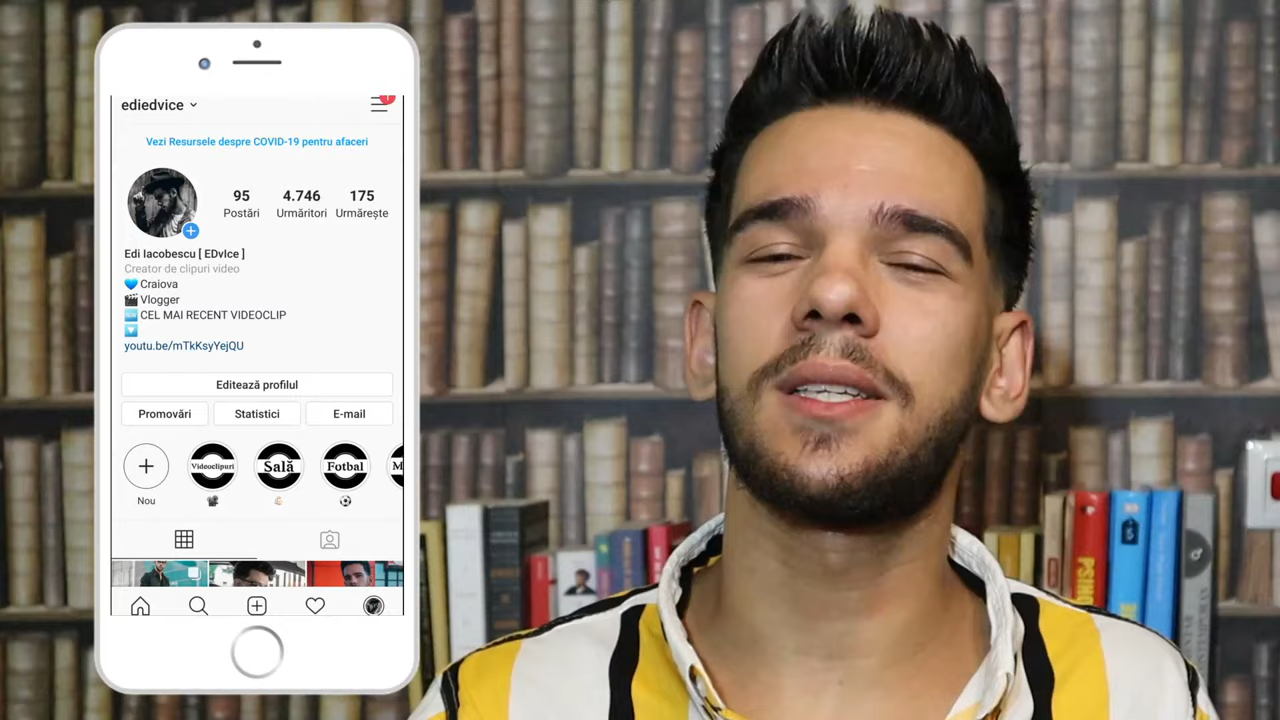 ediedvice
Vezi Resursele despre COVID-19 pentru afaceri
95 4.746 175
Postări Urmăritori Urmărește
Edi Iacobescu [ EDvIce ]
Creator de clipuri video
Craiova
Vlogger
CEL MAI RECENT VIDEOCLIP
youtu.be/mTkKsyYejQU
Editează profilul
Promovări Statistici E-mail
Videoclipuri Sală Fotbal M
Nou